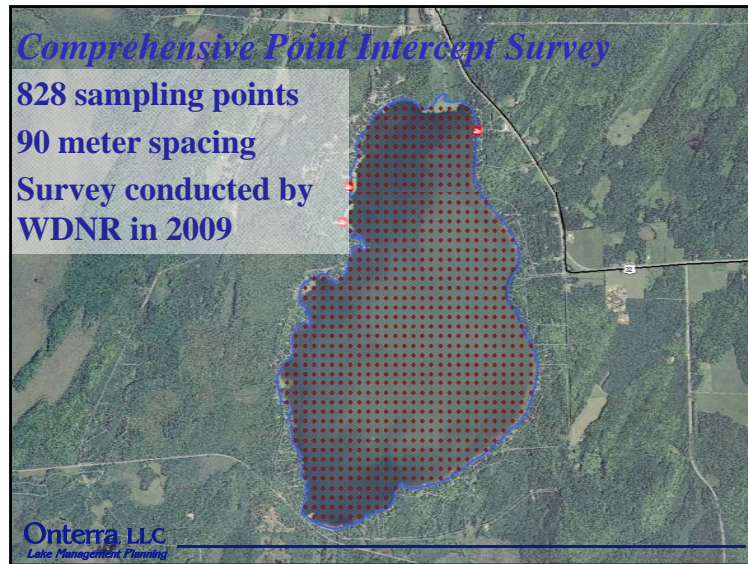 Comprehensive Point Intercept Survey
828 sampling points
90 meter spacing
Survey conducted by
WDNR in 2009
32
Onterra, LLC
Lake Management Planning